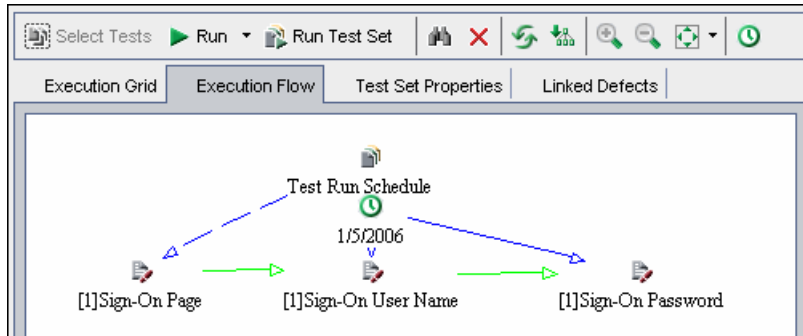 Select Tests Run Run Test Set
Execution Grid Execution Flow Test Set Properties Linked Defects
Test Run Schedule
1/5/2006
[1]Sign-On Page [1]Sign-On User Name [1]Sign-On Password